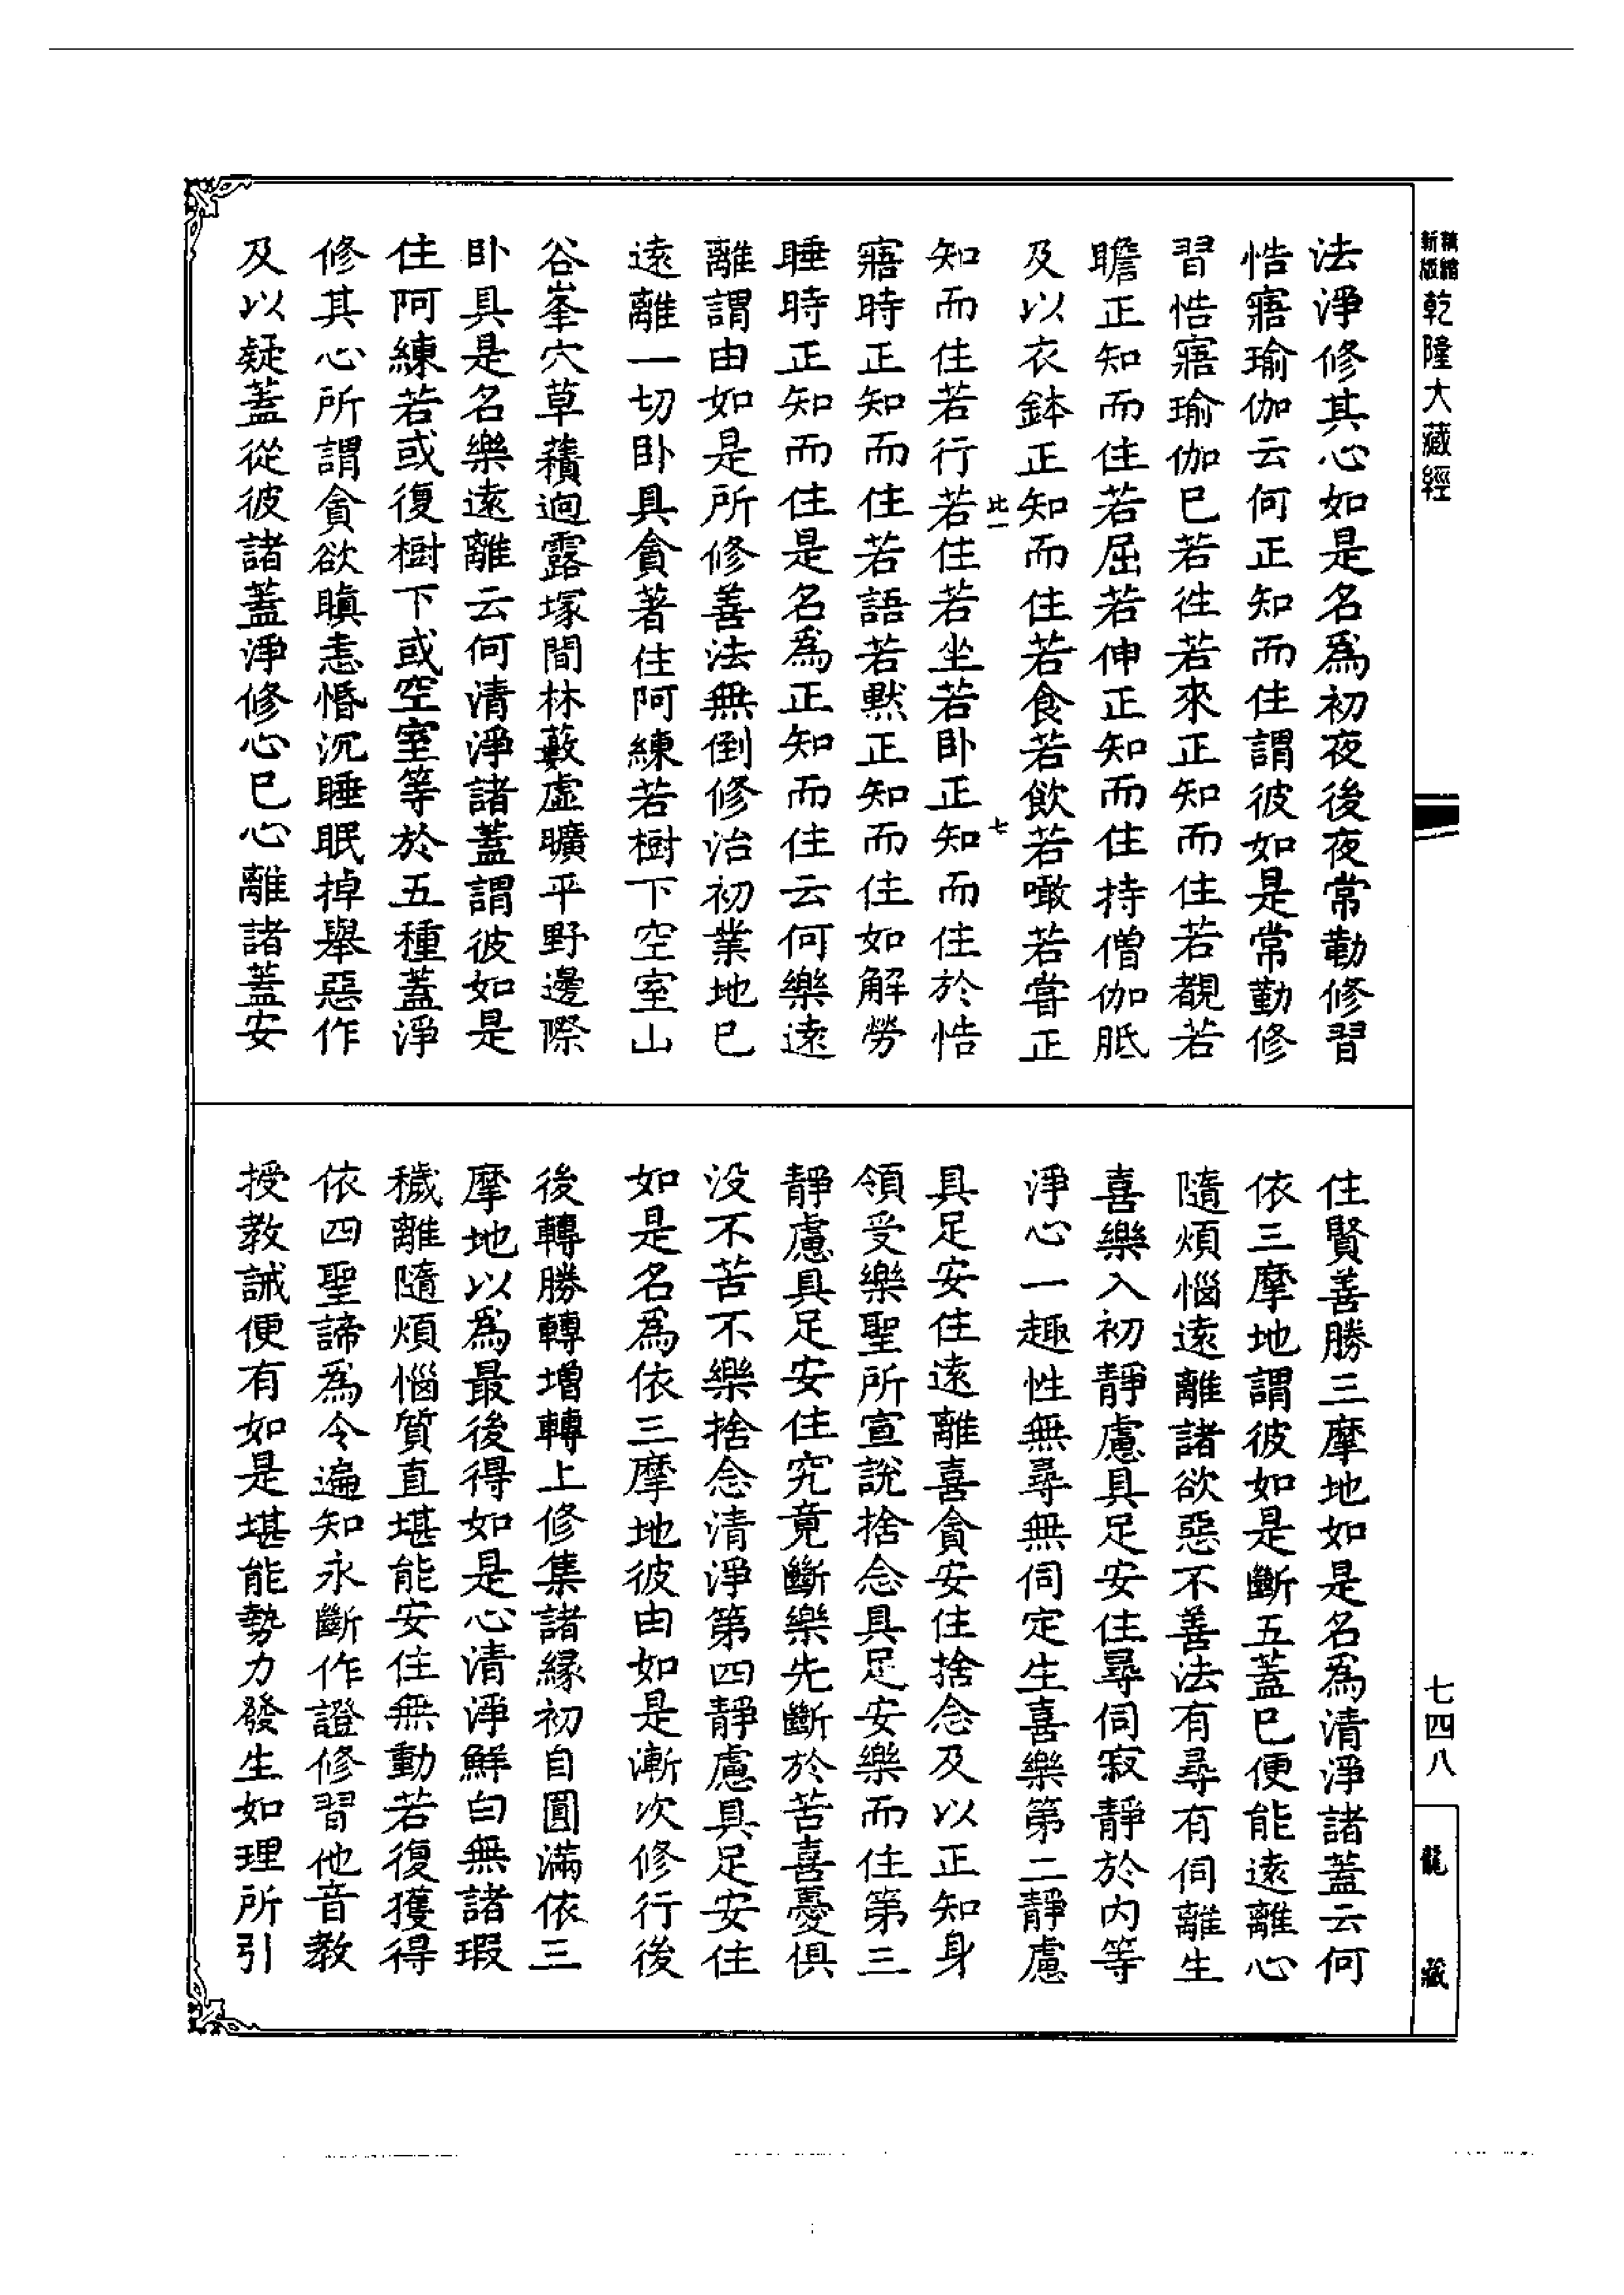 新版精縮
乾隆大藏經
七四八
龍藏
法淨修其心如是名爲初夜後夜常勤修習
悎寤瑜伽云何正知而住謂彼如是常勤修
習悎寤瑜伽已若往若來正知而住若覩若
瞻正知而住若屈若伸正知而住持僧伽胝
及以衣鉢正知而住若食若飲若噉若嘗正
此一
七
知而住若行若住若坐若卧正知而住於悎
寤時正知而住若語若默正知而住如解勞
睡時正知而住是名爲正知而住云何樂遠
離謂由如是所修善法無倒修治初業地已
遠離一切卧具貪著住阿練若樹下空室山
谷峯穴草𧂐逈露塚間林藪虛曠平野邊際
卧具是名樂遠離云何清淨諸蓋謂彼如是
住阿練若或復樹下或空室等於五種蓋淨
修其心所謂貪欲瞋恚惛沉睡眠掉舉惡作
及以疑蓋從彼諸蓋淨修心已心離諸蓋安
住賢善勝三摩地如是名爲清淨諸蓋云何
依三摩地謂彼如是斷五蓋已便能遠離心
隨煩惱遠離諸欲惡不善法有尋有伺離生
喜樂入初靜慮具足安住尋伺寂靜於內等
淨心一趣性無尋無伺定生喜樂第二靜慮
具足安住遠離喜貪安住捨念及以正知身
領受樂聖所宣說捨念具足安樂而住第三
靜慮具足安住究竟斷樂先斷於苦喜憂俱
沒不苦不樂捨念清淨第四靜慮具足安住
如是名爲依三摩地彼由如是漸次修行後
後轉勝轉增轉上修集諸緣初自圓滿依三
摩地以爲最後得如是心清淨鮮白無諸瑕
穢離隨煩惱質直堪能安住無動若復獲得
依四聖諦爲令遍知永斷作證修習他音教
授教誡便有如是堪能勢力發生如理所引